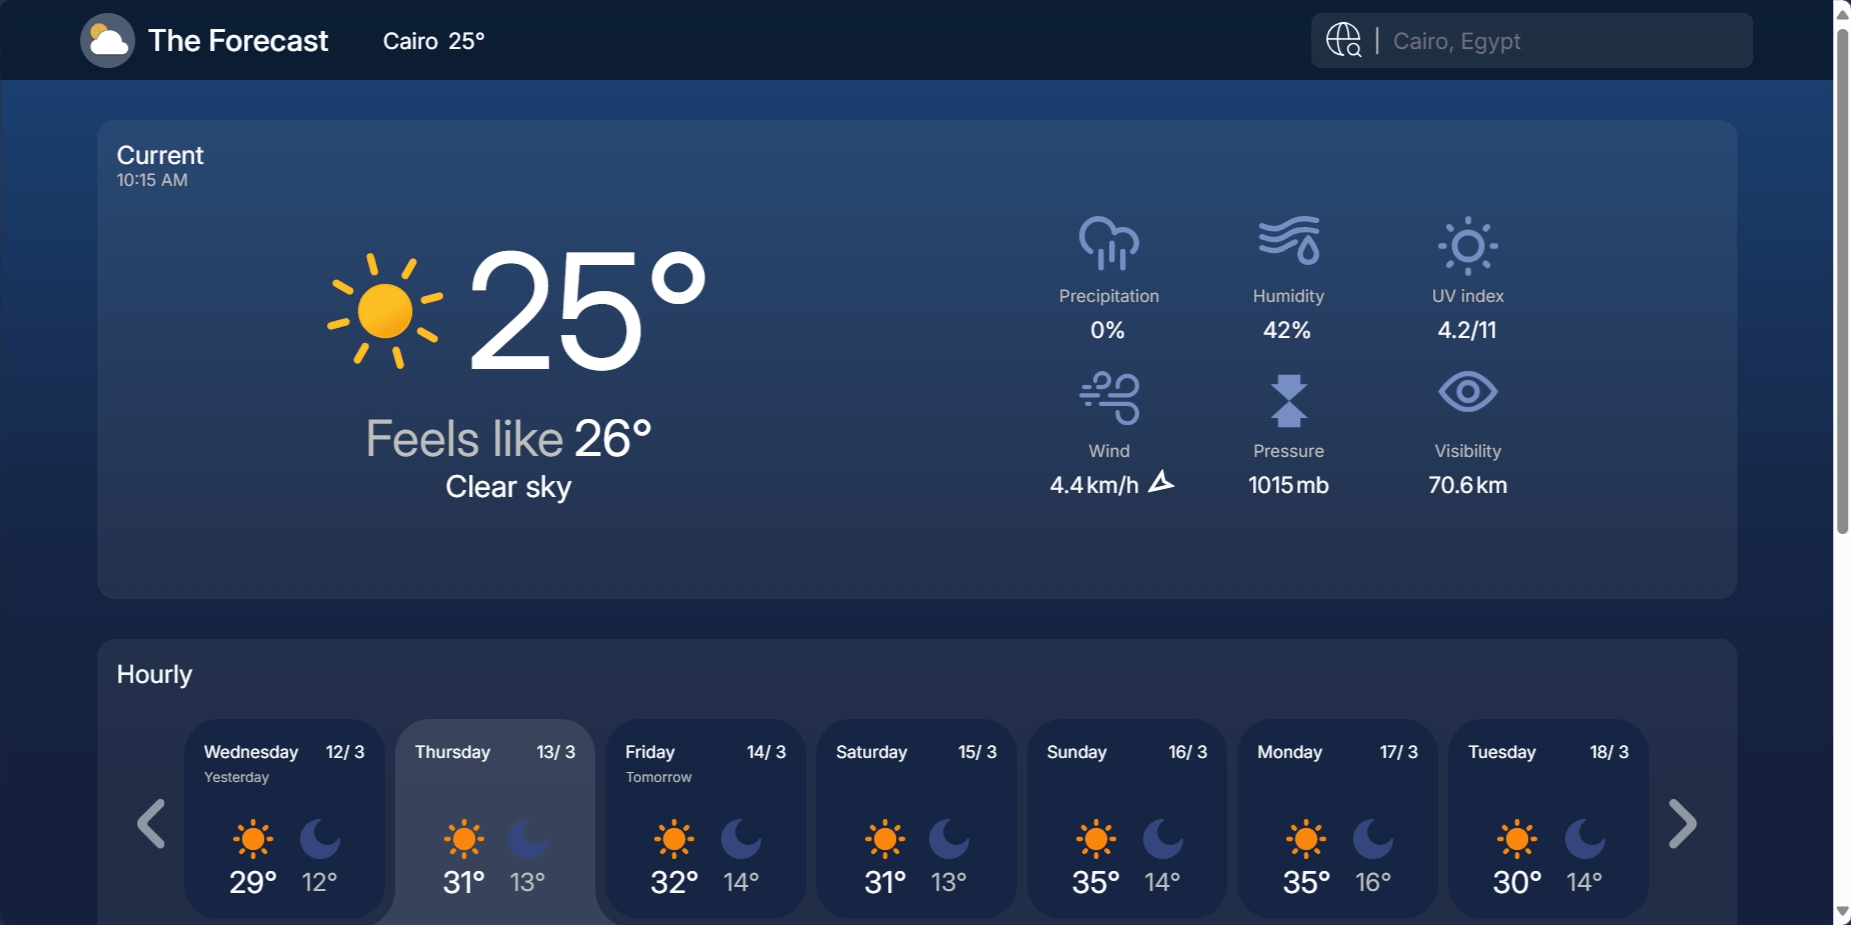 The Forecast
Cairo 25°
Cairo, Egypt
Current
10:15 AM
25°
Feels like 26°
Clear sky
Precipitation
0%
Humidity
42%
UV index
4.2/11
Wind
4.4 km/h
Pressure
1015 mb
Visibility
70.6 km
Hourly
Wednesday 12/ 3
Yesterday
29° 12°
Thursday 13/ 3
31° 13°
Friday 14/ 3
Tomorrow
32° 14°
Saturday 15/ 3
31° 13°
Sunday 16/ 3
35° 14°
Monday 17/ 3
35° 16°
Tuesday 18/ 3
30° 14°